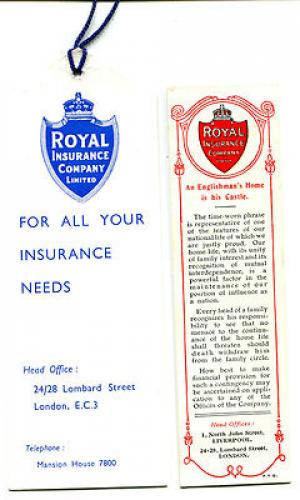 ROYAL
INSURANCE
COMPANY
LIMITED
FOR ALL YOUR
INSURANCE
NEEDS
Head Office :
24/28 Lombard Street
London, E.C.3
Telephone :
Mansion House 7800
ROYAL
INSURANCE
COMPANY
An Englishman's Home
is his Castle.
The time-worn phrase
is representative of one
of the features of our
national life of which we
are justly proud. Our
home life, with its unity
of family interest and its
recognition of mutual
interdependence, is a
powerful factor in the
maintenance of our
position of influence as
a nation.
Every head of a family
recognises his responsi-
bility to see that no
menace to the continu-
ance of the home life
shall threaten should
death withdraw him
from the family circle.
How best to make
financial provision for
such a contingency may
be ascertained on appli-
cation to any of the
Offices of the Company.
Head Offices :
1, North John Street,
LIVERPOOL.
24-28, Lombard Street,
LONDON.